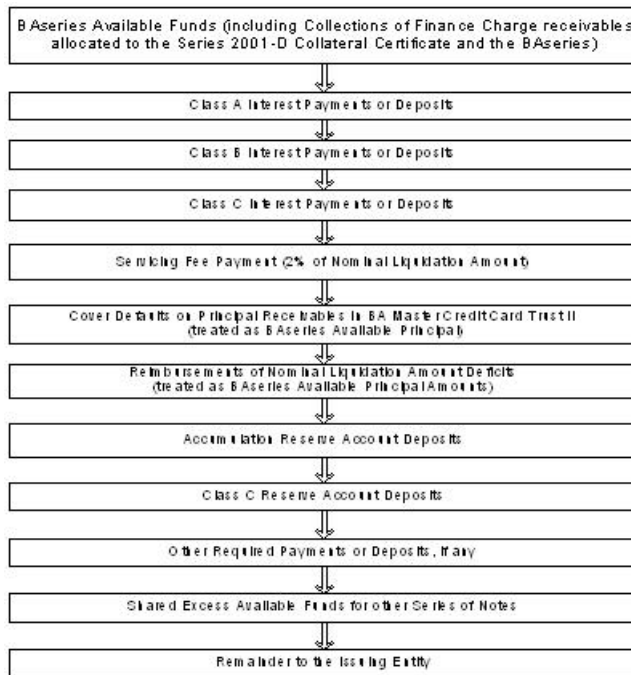 BAseries Available Funds (including Collections of Finance Charge receivables
allocated to the Series 2001-D Collateral Certificate and the BAseries)
Class A Interest Payments or Deposits
Class B Interest Payments or Deposits
Class C Interest Payments or Deposits
Servicing Fee Payment (2% of Nominal Liquidation Amount)
Cover Defaults on Principal Receivables in BA Master Credit Card Trust II
(treated as BAseries Available Principal)
Reimbursements of Nominal Liquidation Amount Deficits
(treated as BAseries Available Principal Amounts)
Accumulation Reserve Account Deposits
Class C Reserve Account Deposits
Other Required Payments or Deposits, if any
Shared Excess Available Funds for other Series of Notes
Remainder to the Issuing Entity